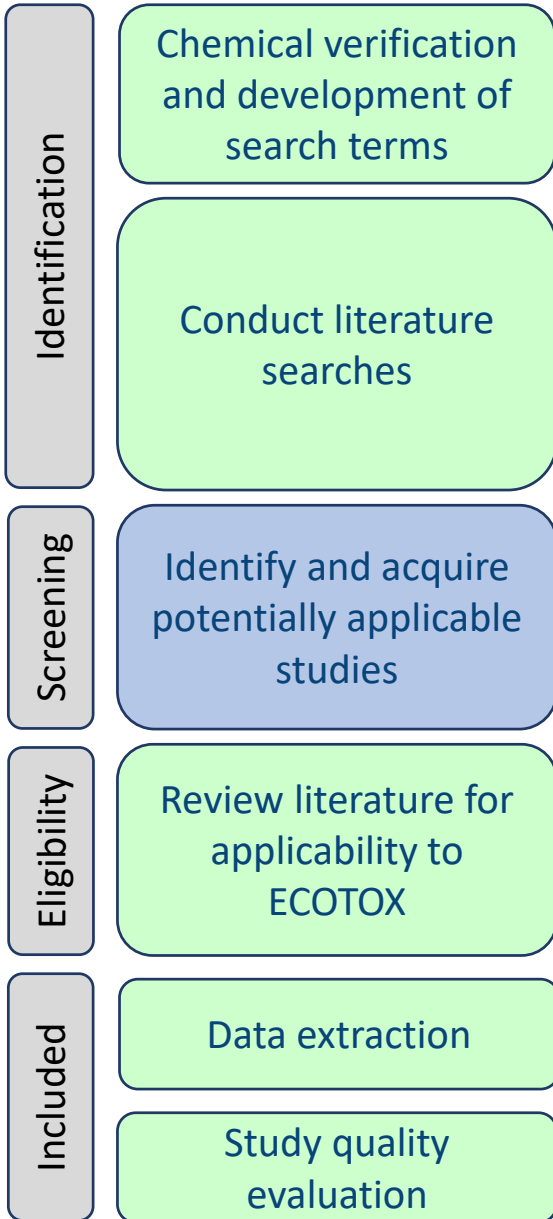 Identification
Chemical verification
and development of
search terms
Conduct literature
searches
Screening
Identify and acquire
potentially applicable
studies
Eligibility
Review literature for
applicability to
ECOTOX
Included
Data extraction
Study quality
evaluation